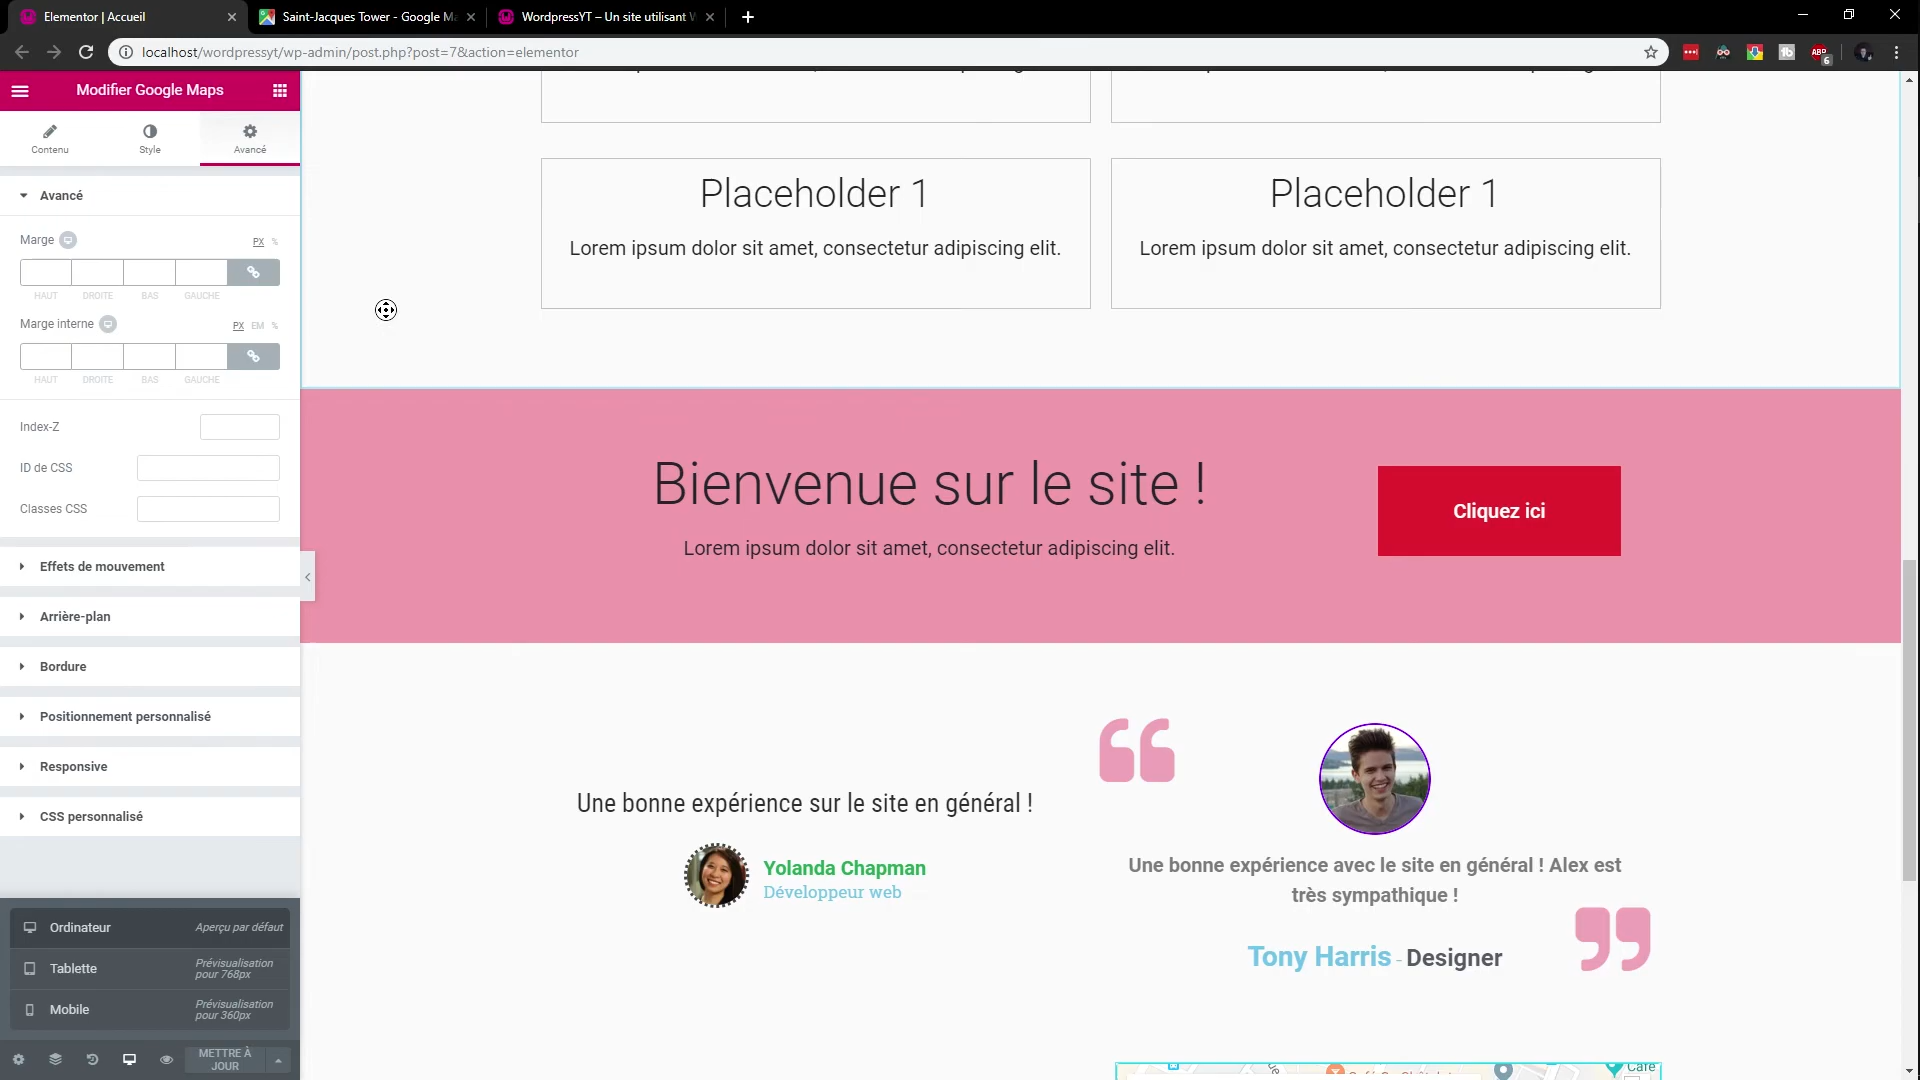 Elementor | Accueil
Saint-Jacques Tower - Google Ma
WordpressYT – Un site utilisant W
localhost/wordpressyt/wp-admin/post.php?post=7&action=elementor
ABP
6
Modifier Google Maps
Contenu
Style
Avancé
Avancé
Marge
PX %
HAUT DROITE BAS GAUCHE
Marge interne
PX EM %
HAUT DROITE BAS GAUCHE
Index-Z
ID de CSS
Classes CSS
Effets de mouvement
Arrière-plan
Bordure
Positionnement personnalisé
Responsive
CSS personnalisé
Ordinateur
Aperçu par défaut
Tablette
Prévisualisation
pour 768px
Mobile
Prévisualisation
pour 360px
METTRE À
JOUR
Placeholder 1
Lorem ipsum dolor sit amet, consectetur adipiscing elit.
Placeholder 1
Lorem ipsum dolor sit amet, consectetur adipiscing elit.
Bienvenue sur le site !
Lorem ipsum dolor sit amet, consectetur adipiscing elit.
Cliquez ici
Une bonne expérience sur le site en général !
Yolanda Chapman
Développeur web
Une bonne expérience avec le site en général ! Alex est
très sympathique !
Tony Harris - Designer
Café